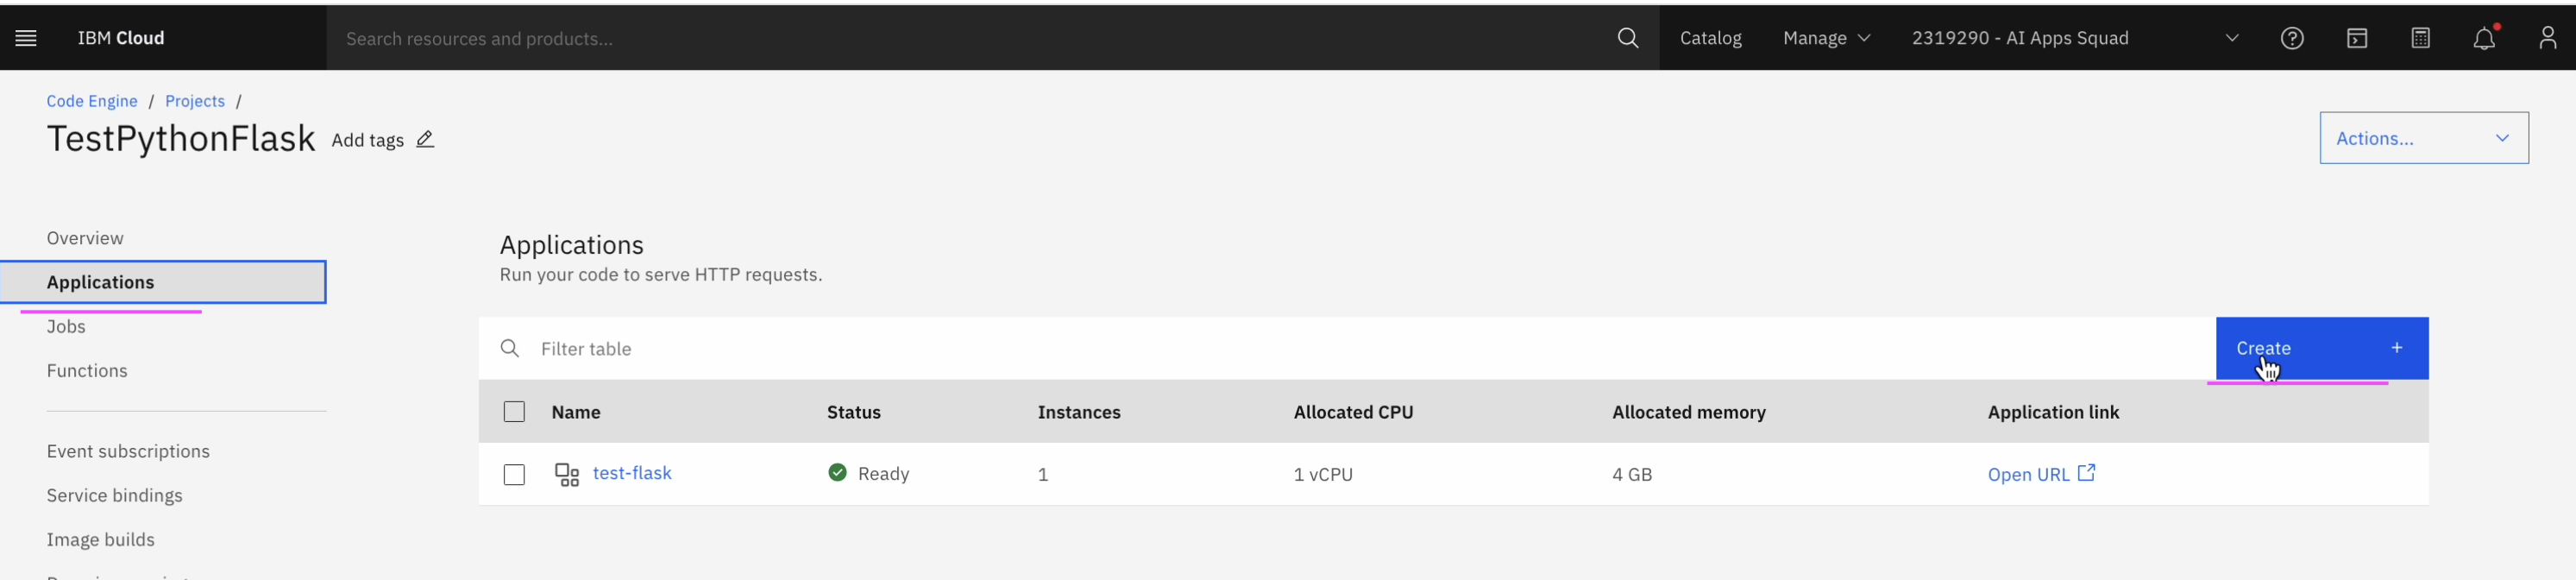 IBM Cloud
Search resources and products...
Catalog
Manage
2319290 - AI Apps Squad
Code Engine / Projects /
TestPythonFlask
Add tags
Actions...
Overview
Applications
Jobs
Functions
Event subscriptions
Service bindings
Image builds
Applications
Run your code to serve HTTP requests.
Filter table
Create +
Name Status Instances Allocated CPU Allocated memory Application link
test-flask Ready 1 1 vCPU 4 GB Open URL